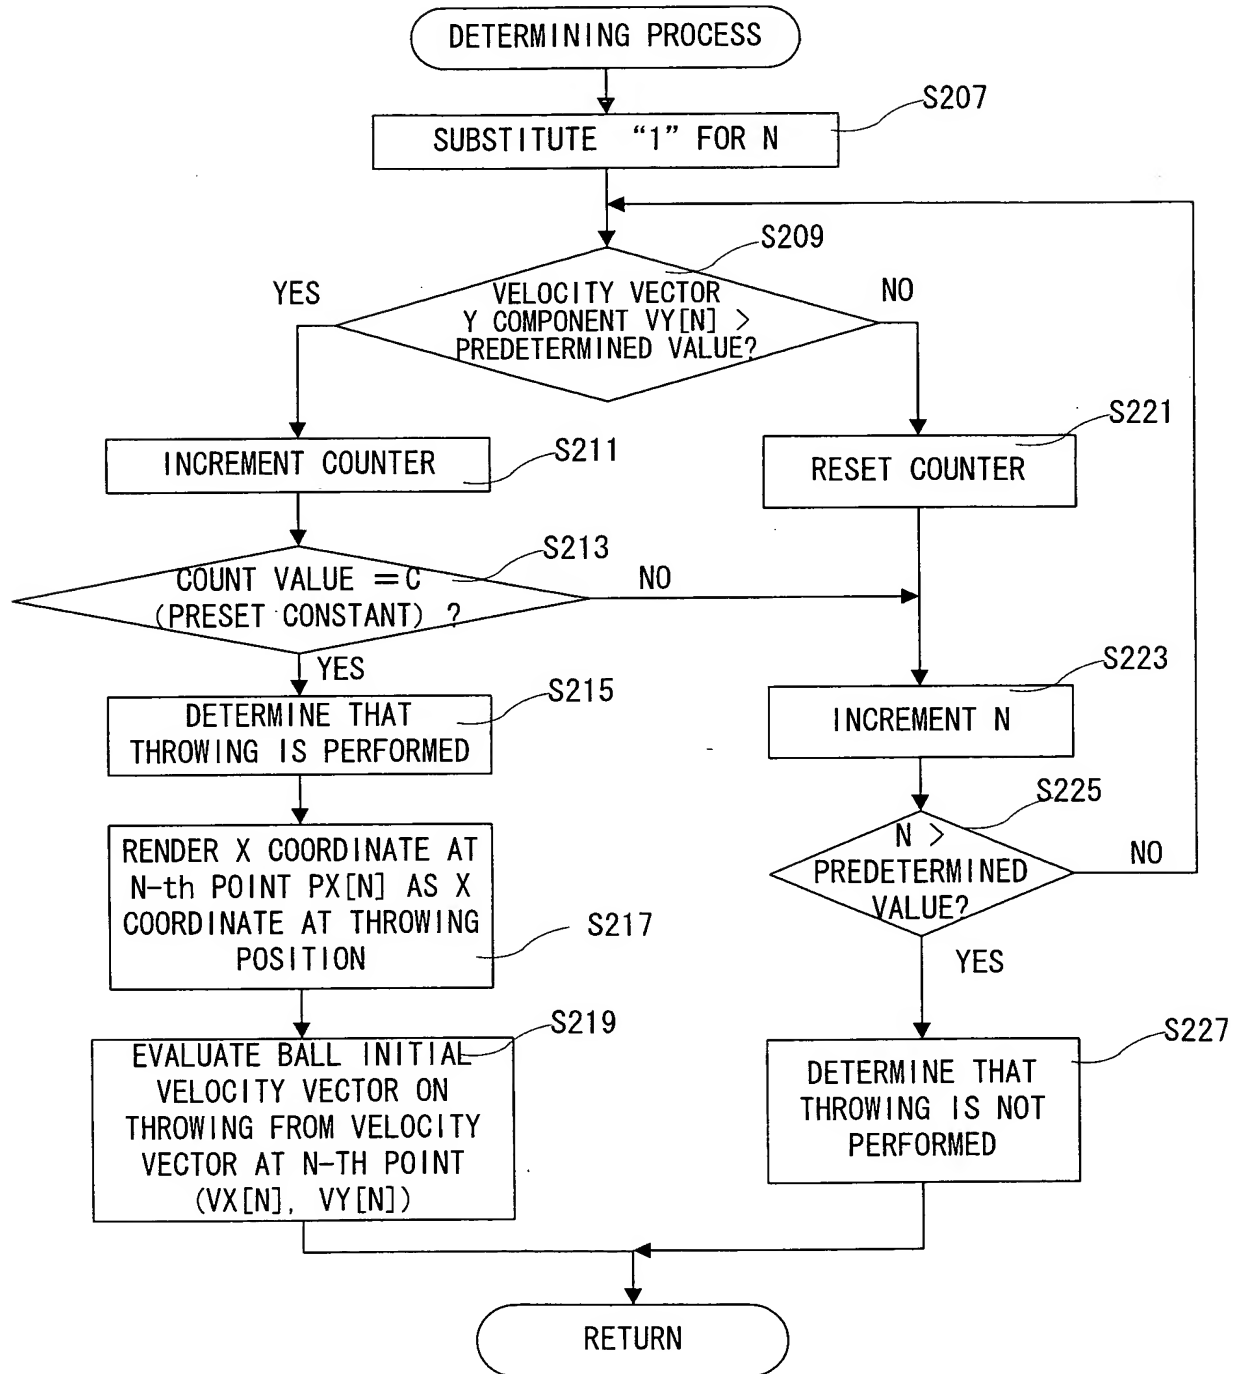 DETERMINING PROCESS
S207
SUBSTITUTE "1" FOR N
S209
YES
VELOCITY VECTOR
Y COMPONENT VY[N] >
PREDETERMINED VALUE?
NO
S211
INCREMENT COUNTER
S221
RESET COUNTER
S213
COUNT VALUE =C
(PRESET CONSTANT) ?
NO
YES
S215
DETERMINE THAT
THROWING IS PERFORMED
S223
INCREMENT N
S225
N >
PREDETERMINED
VALUE?
NO
YES
RENDER X COORDINATE AT
N-th POINT PX[N] AS X
COORDINATE AT THROWING
POSITION
S217
S219
EVALUATE BALL INITIAL
VELOCITY VECTOR ON
THROWING FROM VELOCITY
VECTOR AT N-TH POINT
(VX[N], VY[N])
S227
DETERMINE THAT
THROWING IS NOT
PERFORMED
RETURN